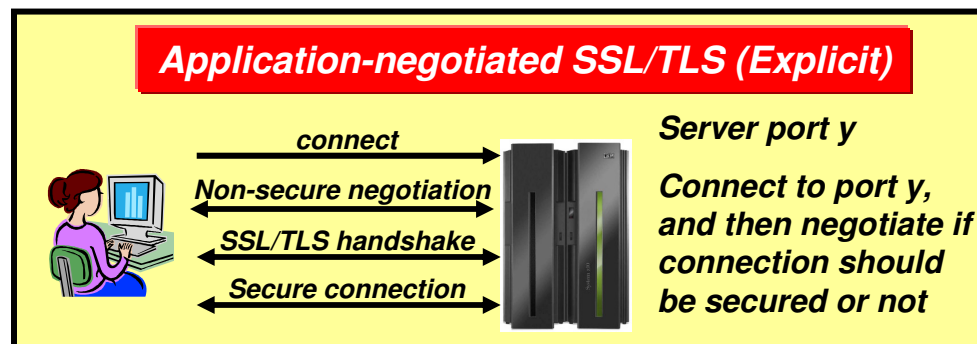 Application-negotiated SSL/TLS (Explicit)
connect
Non-secure negotiation
SSL/TLS handshake
Secure connection
Server port y
Connect to port y,
and then negotiate if
connection should
be secured or not